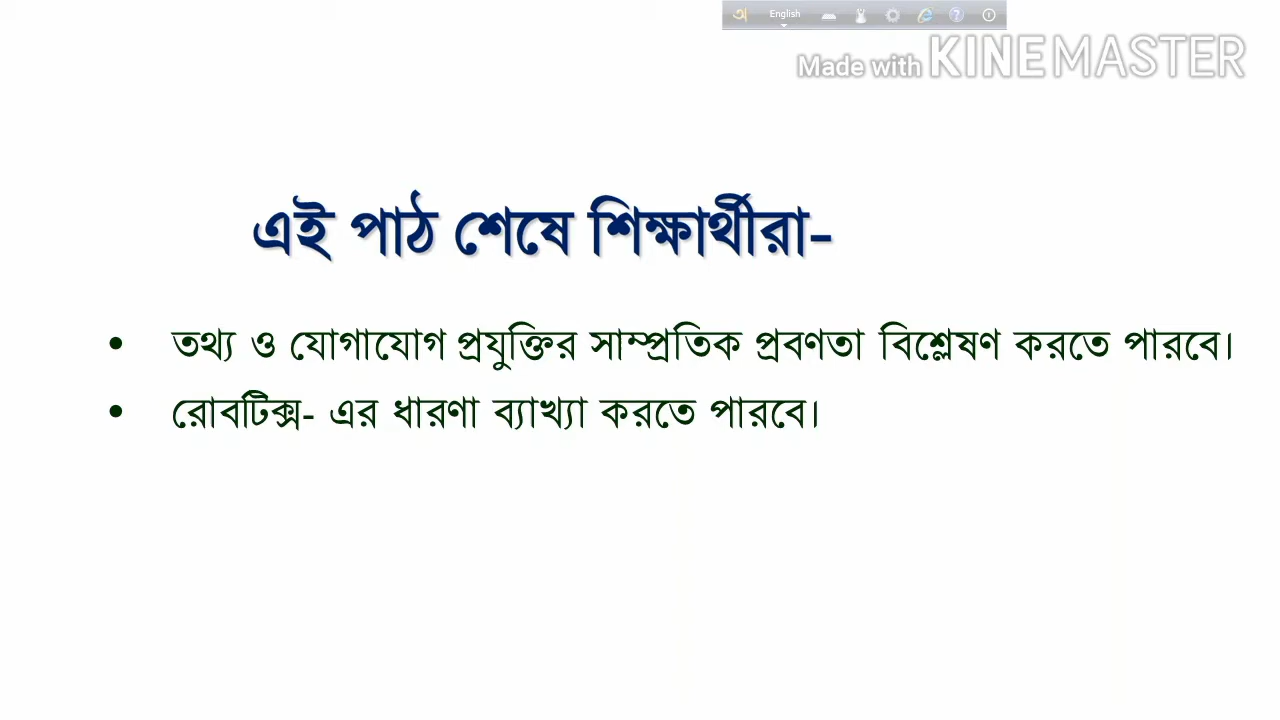 অ English
Made with KINEMASTER
এই পাঠ শেষে শিক্ষার্থীরা-
• তথ্য ও যোগাযোগ প্রযুক্তির সাম্প্রতিক প্রবণতা বিশ্লেষণ করতে পারবে।
• রোবটিক্স- এর ধারণা ব্যাখ্যা করতে পারবে।